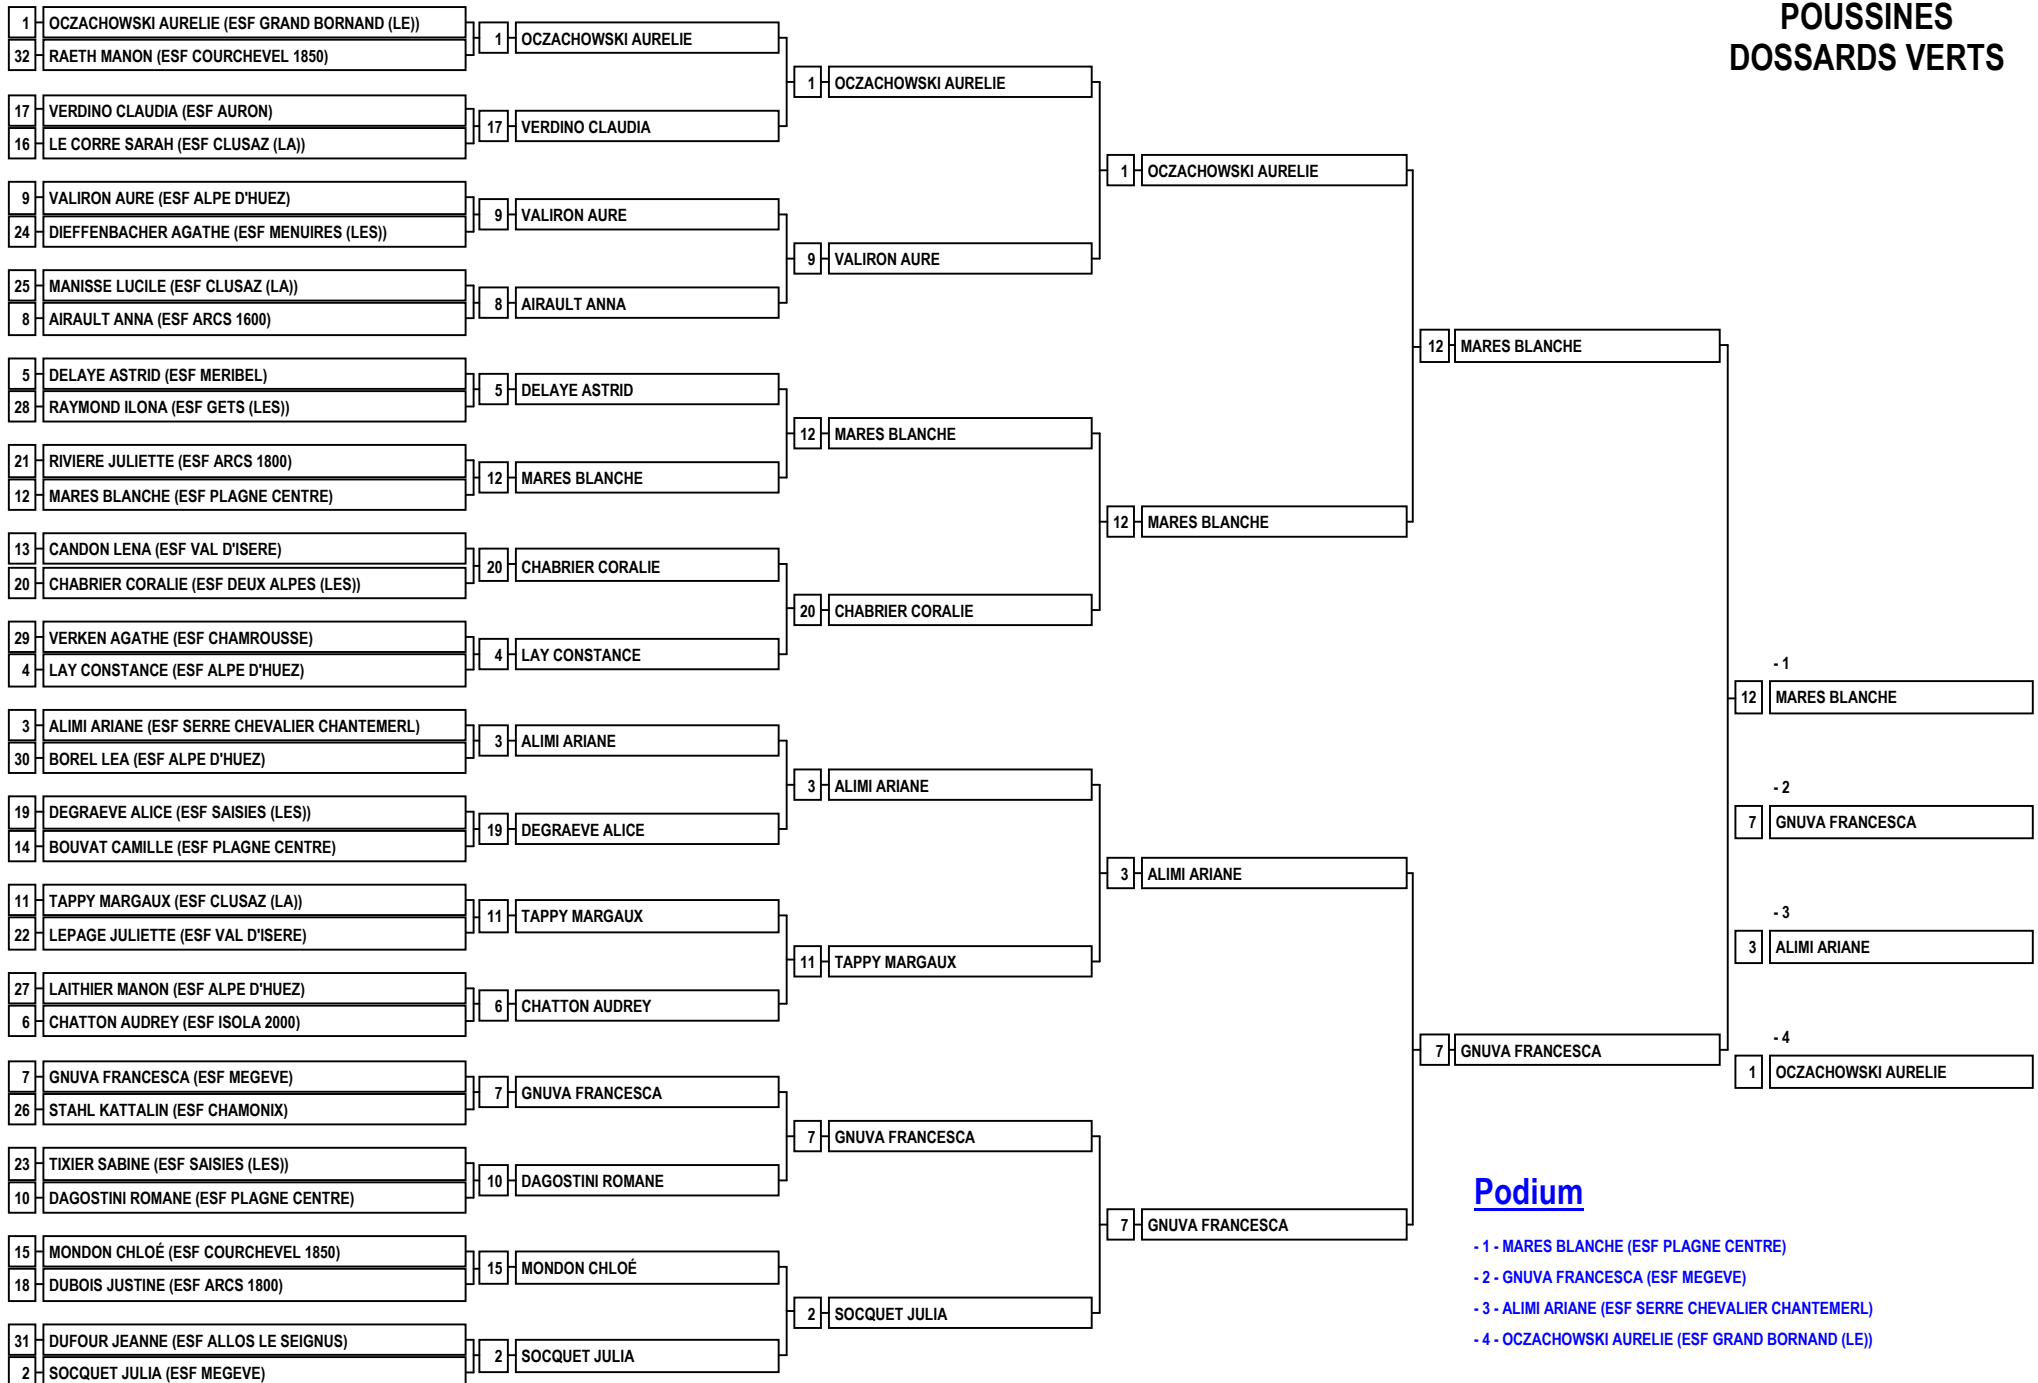 POUSSINES
DOSSARDS VERTS
1 OCZACHOWSKI AURELIE (ESF GRAND BORNAND (LE))
32 RAETH MANON (ESF COURCHEVEL 1850)
17 VERDINO CLAUDIA (ESF AURON)
16 LE CORRE SARAH (ESF CLUSAZ (LA))
9 VALIRON AURE (ESF ALPE D'HUEZ)
24 DIEFFENBACHER AGATHE (ESF MENUIRES (LES))
25 MANISSE LUCILE (ESF CLUSAZ (LA))
8 AIRAULT ANNA (ESF ARCS 1600)
5 DELAYE ASTRID (ESF MERIBEL)
28 RAYMOND ILONA (ESF GETS (LES))
21 RIVIERE JULIETTE (ESF ARCS 1800)
12 MARES BLANCHE (ESF PLAGNE CENTRE)
13 CANDON LENA (ESF VAL D'ISERE)
20 CHABRIER CORALIE (ESF DEUX ALPES (LES))
29 VERKEN AGATHE (ESF CHAMROUSSE)
4 LAY CONSTANCE (ESF ALPE D'HUEZ)
3 ALIMI ARIANE (ESF SERRE CHEVALIER CHANTEMERL)
30 BOREL LEA (ESF ALPE D'HUEZ)
19 DEGRAEVE ALICE (ESF SAISIES (LES))
14 BOUVAT CAMILLE (ESF PLAGNE CENTRE)
11 TAPPY MARGAUX (ESF CLUSAZ (LA))
22 LEPAGE JULIETTE (ESF VAL D'ISERE)
27 LAITHIER MANON (ESF ALPE D'HUEZ)
6 CHATTON AUDREY (ESF ISOLA 2000)
7 GNUVA FRANCESCA (ESF MEGEVE)
26 STAHL KATTALIN (ESF CHAMONIX)
23 TIXIER SABINE (ESF SAISIES (LES))
10 DAGOSTINI ROMANE (ESF PLAGNE CENTRE)
15 MONDON CHLOÉ (ESF COURCHEVEL 1850)
18 DUBOIS JUSTINE (ESF ARCS 1800)
31 DUFOUR JEANNE (ESF ALLOS LE SEIGNUS)
2 SOCQUET JULIA (ESF MEGEVE)
1 OCZACHOWSKI AURELIE
17 VERDINO CLAUDIA
9 VALIRON AURE
8 AIRAULT ANNA
5 DELAYE ASTRID
12 MARES BLANCHE
20 CHABRIER CORALIE
4 LAY CONSTANCE
3 ALIMI ARIANE
19 DEGRAEVE ALICE
11 TAPPY MARGAUX
6 CHATTON AUDREY
7 GNUVA FRANCESCA
10 DAGOSTINI ROMANE
15 MONDON CHLOÉ
2 SOCQUET JULIA
1 OCZACHOWSKI AURELIE
9 VALIRON AURE
12 MARES BLANCHE
20 CHABRIER CORALIE
3 ALIMI ARIANE
11 TAPPY MARGAUX
7 GNUVA FRANCESCA
2 SOCQUET JULIA
1 OCZACHOWSKI AURELIE
12 MARES BLANCHE
3 ALIMI ARIANE
7 GNUVA FRANCESCA
12 MARES BLANCHE
7 GNUVA FRANCESCA
- 1
12 MARES BLANCHE
- 2
7 GNUVA FRANCESCA
- 3
3 ALIMI ARIANE
- 4
1 OCZACHOWSKI AURELIE
Podium
- 1 - MARES BLANCHE (ESF PLAGNE CENTRE)
- 2 - GNUVA FRANCESCA (ESF MEGEVE)
- 3 - ALIMI ARIANE (ESF SERRE CHEVALIER CHANTEMERL)
- 4 - OCZACHOWSKI AURELIE (ESF GRAND BORNAND (LE))